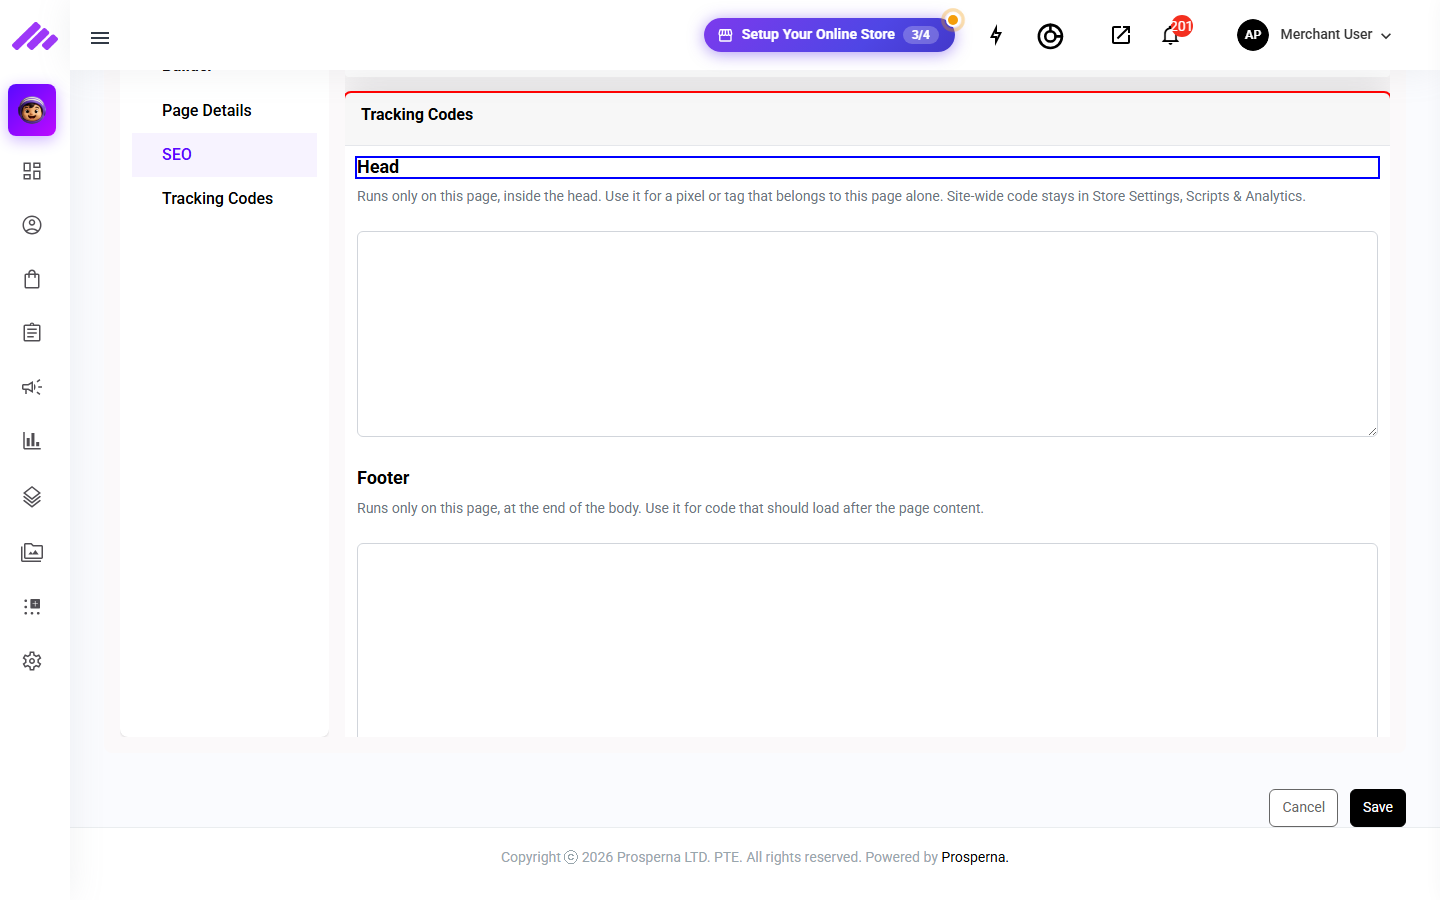 Setup Your Online Store 3/4
201
AP
Merchant User
Builder
Page Details
SEO
Tracking Codes
Tracking Codes
Head
Runs only on this page, inside the head. Use it for a pixel or tag that belongs to this page alone. Site-wide code stays in Store Settings, Scripts & Analytics.
Footer
Runs only on this page, at the end of the body. Use it for code that should load after the page content.
Cancel
Save
Copyright © 2026 Prosperna LTD. PTE. All rights reserved. Powered by Prosperna.